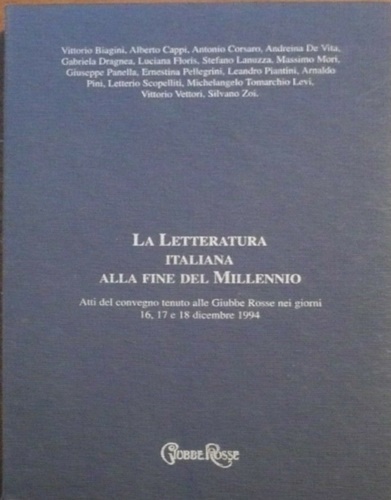 Vittorio Biagini, Alberto Cappi, Antonio Corsaro, Andreina De Vita,
Gabriela Dragnea, Luciana Floris, Stefano Lanuzza, Massimo Mori,
Giuseppe Panella, Ernestina Pellegrini, Leandro Piantini, Arnaldo
Pini, Letterio Scopelliti, Michelangelo Tomarchio Levi,
Vittorio Vettori, Silvano Zoi.
LA LETTERATURA
ITALIANA
ALLA FINE DEL MILLENNIO
Atti del convegno tenuto alle Giubbe Rosse nei giorni
16, 17 e 18 dicembre 1994
GIUBBE ROSSE